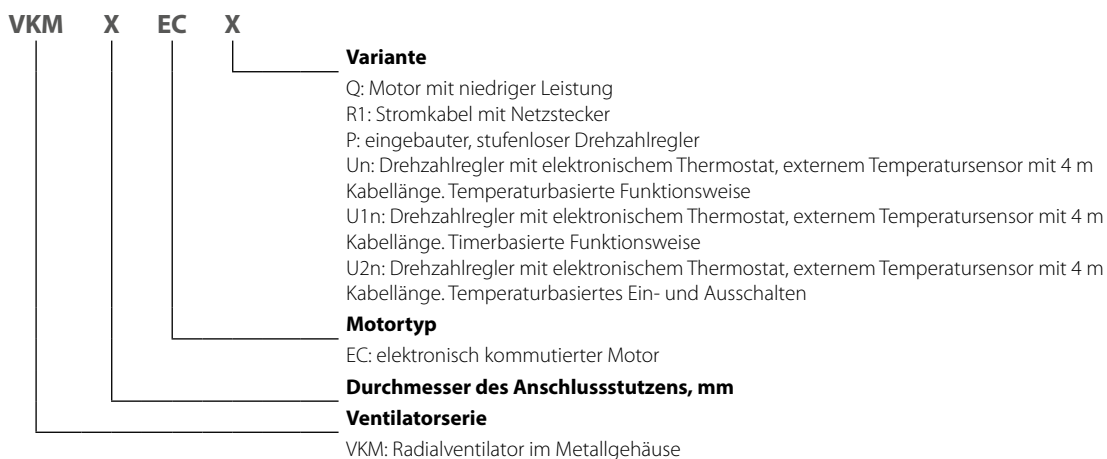 VKM X EC X
Variante
Q: Motor mit niedriger Leistung
R1: Stromkabel mit Netzstecker
P: eingebauter, stufenloser Drehzahlregler
Un: Drehzahlregler mit elektronischem Thermostat, externem Temperatursensor mit 4 m
Kabellänge. Temperaturbasierte Funktionsweise
U1n: Drehzahlregler mit elektronischem Thermostat, externem Temperatursensor mit 4 m
Kabellänge. Timerbasierte Funktionsweise
U2n: Drehzahlregler mit elektronischem Thermostat, externem Temperatursensor mit 4 m
Kabellänge. Temperaturbasiertes Ein- und Ausschalten
Motortyp
EC: elektronisch kommutierter Motor
Durchmesser des Anschlussstutzens, mm
Ventilatorserie
VKM: Radialventilator im Metallgehäuse